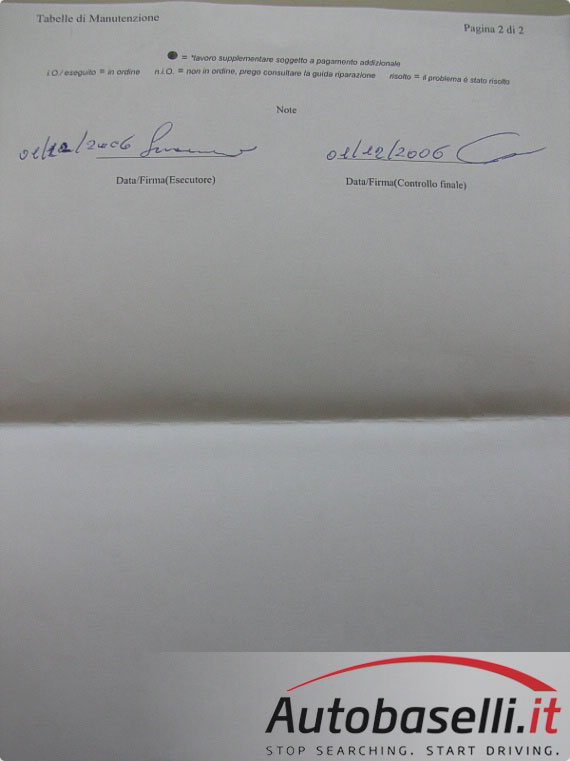 Tabelle di Manutenzione
Pagina 2 di 2
= *lavoro supplementare soggetto a pagamento addizionale
i.O./ eseguito = in ordine n.i.O. = non in ordine, prego consultare la guida riparazione risolto = il problema è stato risolto
Note
01/12/2006 01/12/2006
Data/Firma(Esecutore) Data/Firma(Controllo finale)
Autobaselli.it
STOP SEARCHING. START DRIVING.